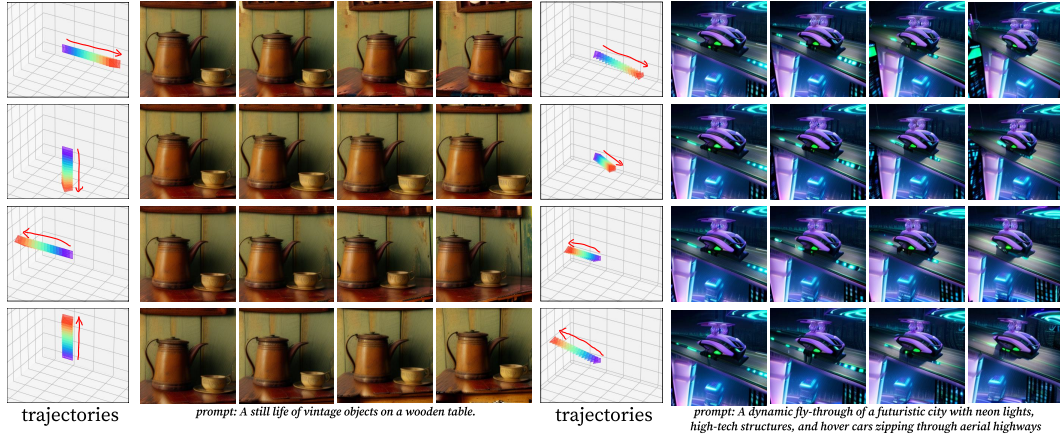 trajectories
prompt: A still life of vintage objects on a wooden table.
trajectories
prompt: A dynamic fly-through of a futuristic city with neon lights,
high-tech structures, and hover cars zipping through aerial highways